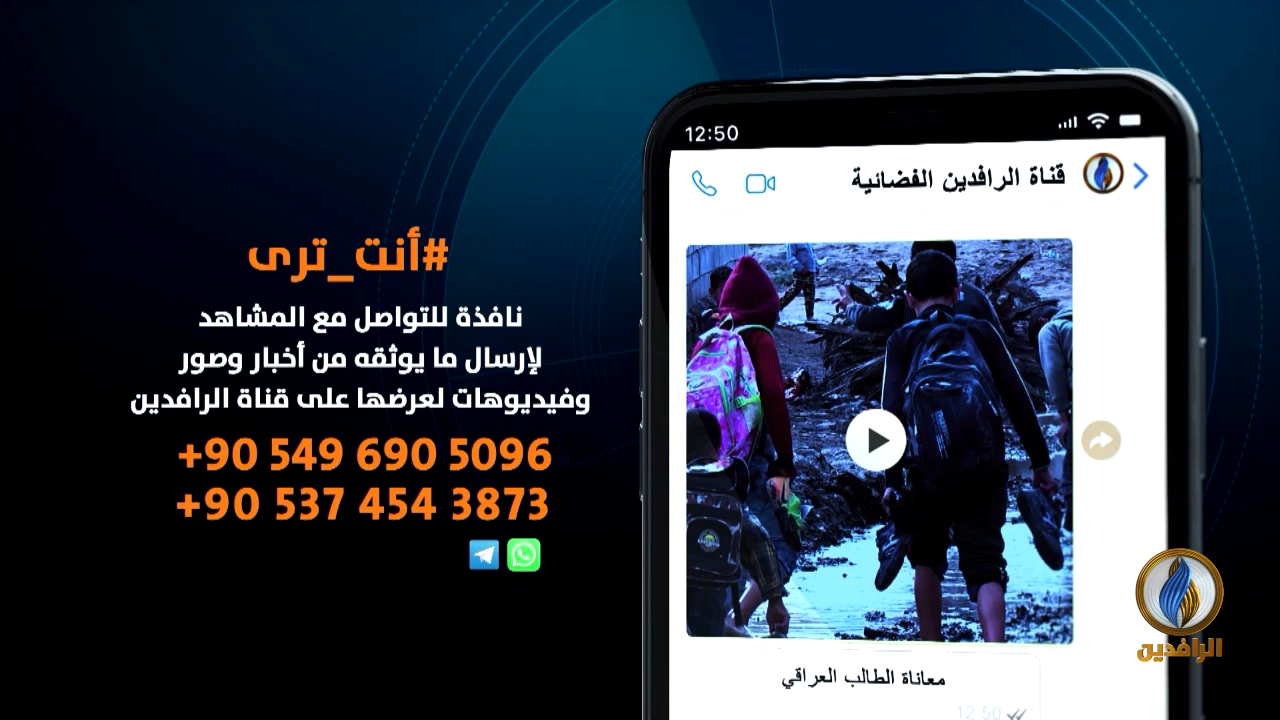 #أنت_ترى
نافذة للتواصل مع المشاهد
لإرسال ما يوثقه من أخبار وصور
وفيديوهات لعرضها على قناة الرافدين
+90 549 690 5096
+90 537 454 3873
12:50
قناة الرافدين الفضائية
معاناة الطالب العراقي
12:50
الرافدين